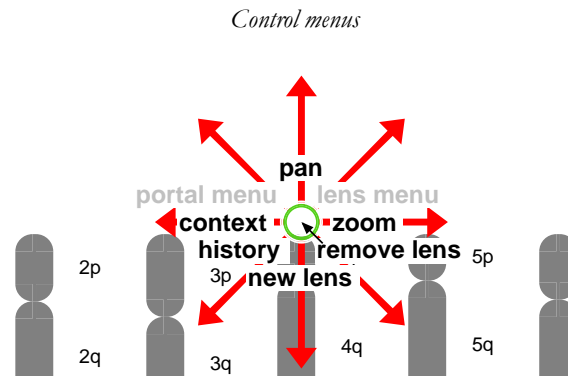 Control menus
pan
portal menu lens menu
context zoom
history remove lens
2p 3p new lens 5p
2q 3q 4q 5q